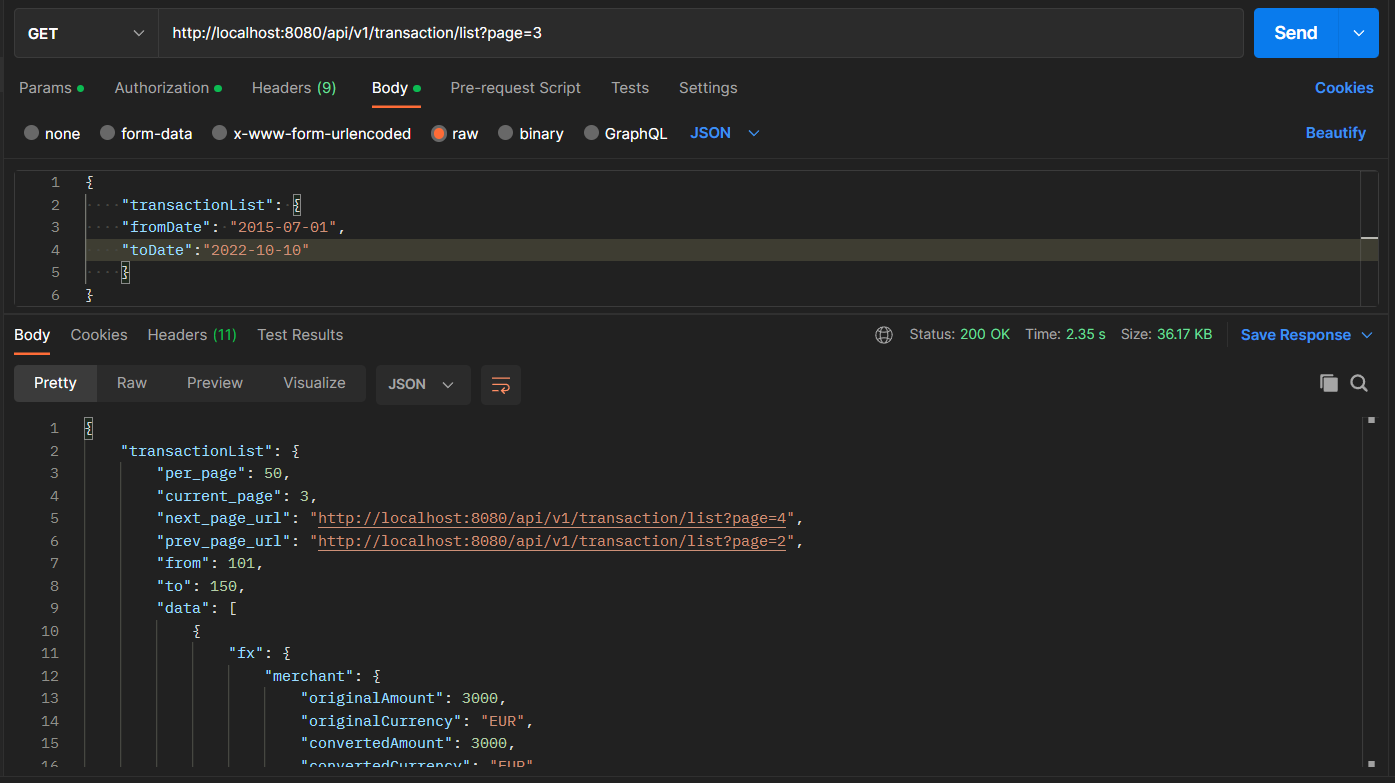 GET http://localhost:8080/api/v1/transaction/list?page=3 Send
Params Authorization Headers (9) Body Pre-request Script Tests Settings Cookies
none form-data x-www-form-urlencoded raw binary GraphQL JSON Beautify
1 {
2 "transactionList": {
3 "fromDate": "2015-07-01",
4 "toDate":"2022-10-10"
5 }
6 }
Body Cookies Headers (11) Test Results Status: 200 OK Time: 2.35 s Size: 36.17 KB Save Response
Pretty Raw Preview Visualize JSON
1 {
2 "transactionList": {
3 "per_page": 50,
4 "current_page": 3,
5 "next_page_url": "http://localhost:8080/api/v1/transaction/list?page=4",
6 "prev_page_url": "http://localhost:8080/api/v1/transaction/list?page=2",
7 "from": 101,
8 "to": 150,
9 "data": [
10 {
11 "fx": {
12 "merchant": {
13 "originalAmount": 3000,
14 "originalCurrency": "EUR",
15 "convertedAmount": 3000,
16 "convertedCurrency": "EUR"